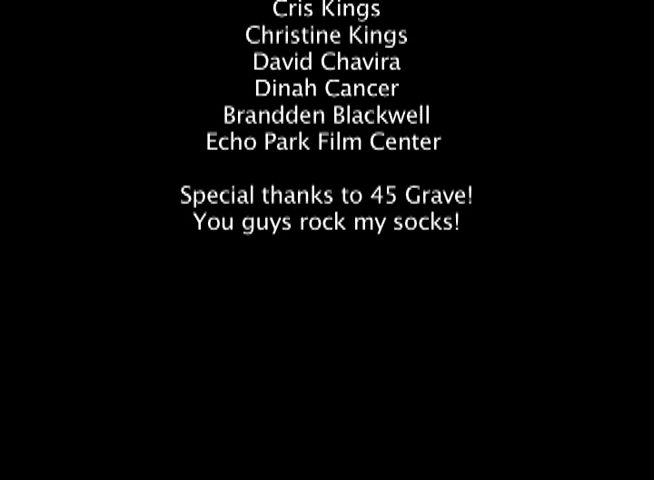 Cris Kings
Christine Kings
David Chavira
Dinah Cancer
Brandden Blackwell
Echo Park Film Center
Special thanks to 45 Grave!
You guys rock my socks!